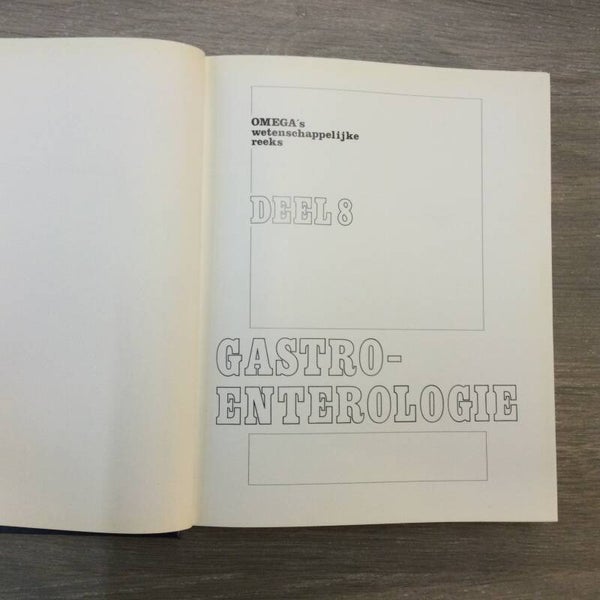 OMEGA's
wetenschappelijke
reeks
DEEL 8
GASTRO-
ENTEROLOGIE